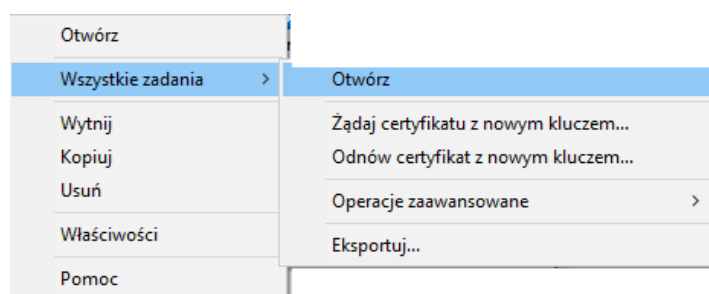 Otwórz
Wszystkie zadania
Wytnij
Kopiuj
Usuń
Właściwości
Pomoc
Otwórz
Żądaj certyfikatu z nowym kluczem...
Odnów certyfikat z nowym kluczem...
Operacje zaawansowane
Eksportuj...